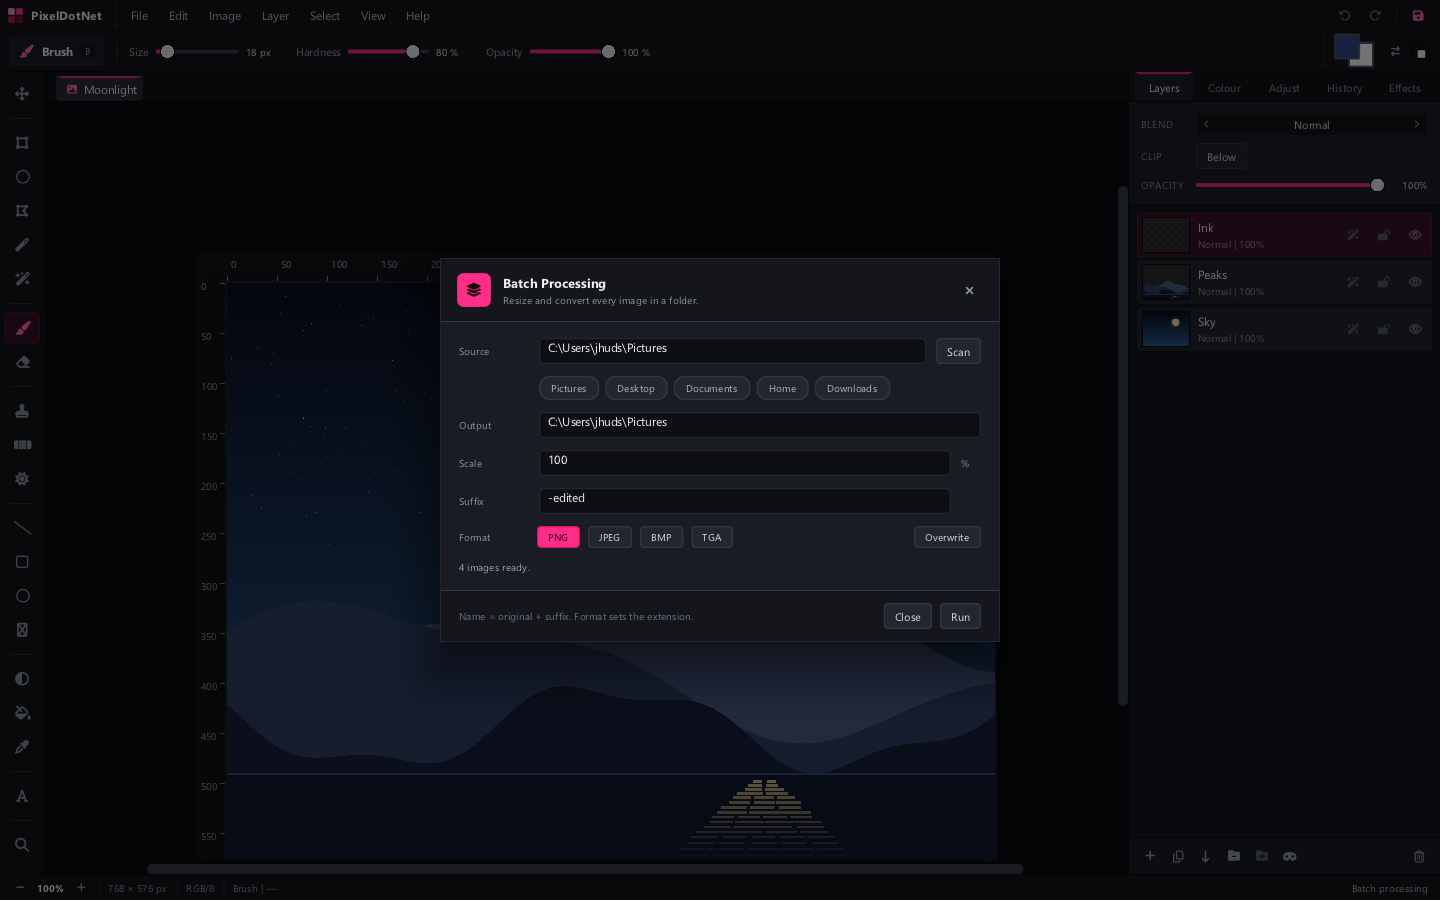 PixelDotNet File Edit Image Layer Select View Help
Brush B Size 18 px Hardness 80 % Opacity 100 %
Moonlight
Layers Colour Adjust History Effects
BLEND Normal
CLIP Below
OPACITY 100%
Ink
Normal | 100%
Peaks
Normal | 100%
Sky
Normal | 100%
0 50 100 150
0
50
100
150
200
250
300
350
400
450
500
550
Batch Processing
Resize and convert every image in a folder.
Source C:\Users\jhuds\Pictures Scan
Pictures Desktop Documents Home Downloads
Output C:\Users\jhuds\Pictures
Scale 100 %
Suffix -edited
Format PNG JPEG BMP TGA Overwrite
4 images ready.
Name = original + suffix. Format sets the extension. Close Run
100% 768 × 576 px RGB/8 Brush | — Batch processing